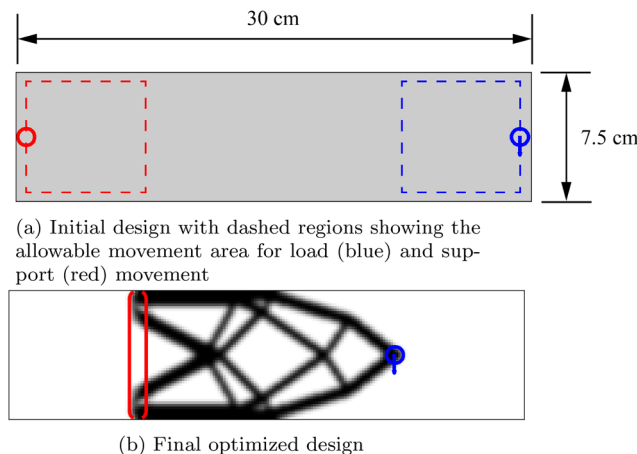 30 cm
7.5 cm
(a) Initial design with dashed regions showing the
allowable movement area for load (blue) and sup-
port (red) movement
(b) Final optimized design